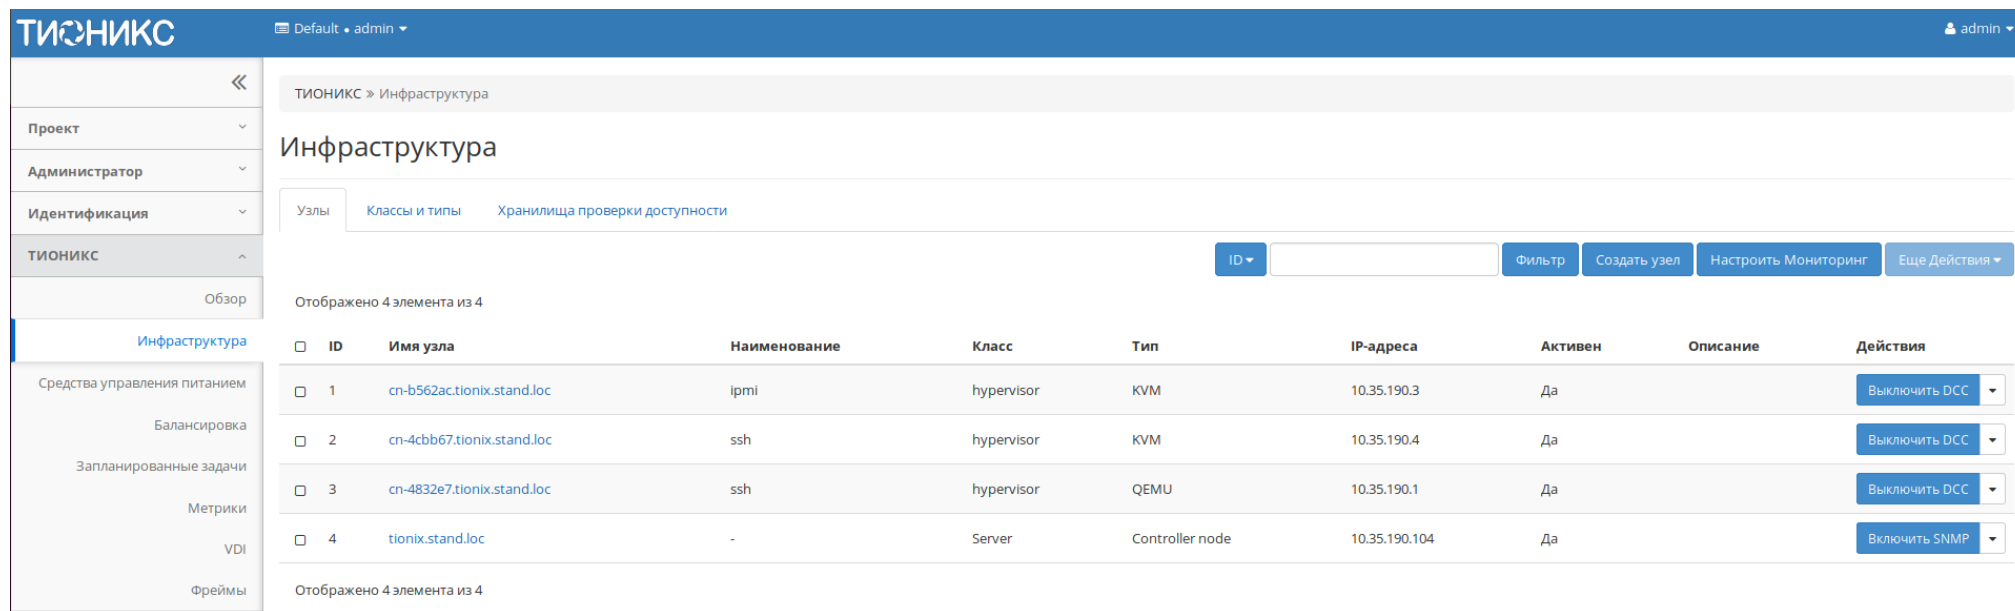 ТИОНИКС
Default • admin
admin
ТИОНИКС » Инфраструктура
Проект
Администратор
Идентификация
ТИОНИКС
Обзор
Инфраструктура
Средства управления питанием
Балансировка
Запланированные задачи
Метрики
VDI
Фреймы
Инфраструктура
Узлы Классы и типы Хранилища проверки доступности
ID Фильтр Создать узел Настроить Мониторинг Еще Действия
Отображено 4 элемента из 4
ID Имя узла Наименование Класс Тип IP-адреса Активен Описание Действия
1 cn-b562ac.tionix.stand.loc ipmi hypervisor KVM 10.35.190.3 Да Выключить DCC
2 cn-4cbb67.tionix.stand.loc ssh hypervisor KVM 10.35.190.4 Да Выключить DCC
3 cn-4832e7.tionix.stand.loc ssh hypervisor QEMU 10.35.190.1 Да Выключить DCC
4 tionix.stand.loc - Server Controller node 10.35.190.104 Да Включить SNMP
Отображено 4 элемента из 4